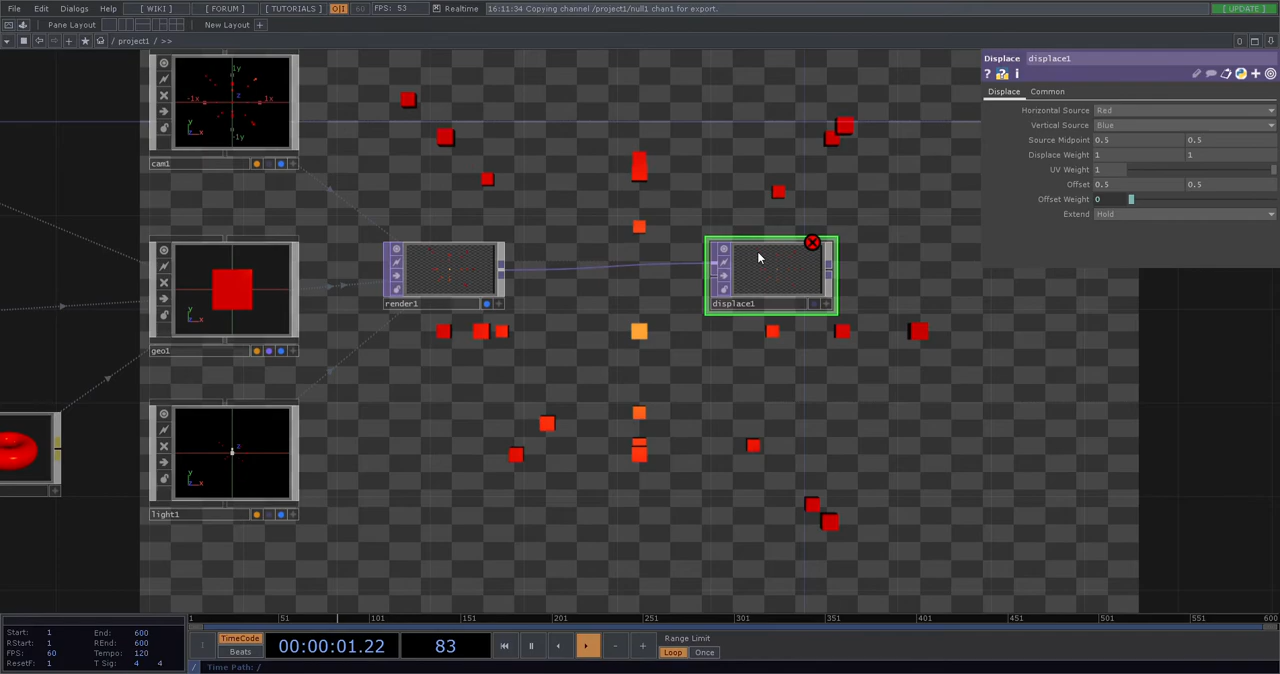 File Edit Dialogs Help [ WIKI ] [ FORUM ] [ TUTORIALS ] O|I FPS: 53 Realtime 16:11:34 Copying channel /project1/null1 chan1 for export. [ UPDATE ]
Pane Layout New Layout +
/ project1 / >> 0
Displace displace1
? ? i
Displace Common
Horizontal Source Red
Vertical Source Blue
Source Midpoint 0.5 0.5
Displace Weight 1 1
UV Weight 1
Offset 0.5 0.5
Offset Weight 0
Extend Hold
1y
-1x z 1x
-1y
y
x
cam1
y
x
geo1
render1
displace1
z
y
x
light1
1 51 101 151 201 251 301 351 401 451 501 551 600
Start: 1 End: 600
RStart: 1 REnd: 600
FPS: 60 Tempo: 120
ResetF: 1 T Sig: 4 4
TimeCode
Beats
00:00:01.22 83
Range Limit
Loop Once
/ Time Path: /